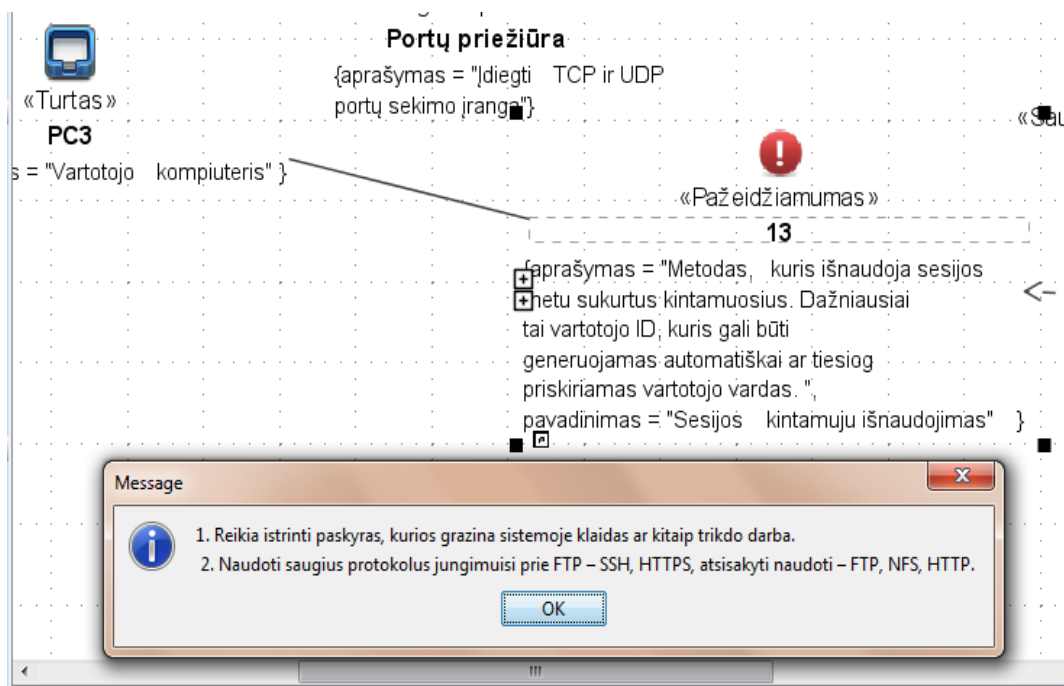 Portų priežiūra
{aprašymas = "Įdiegti TCP ir UDP
portų sekimo įranga"}
«Turtas»
PC3
s = "Vartotojo kompiuteris" }
«Sau
«Pažeidžiamumas»
13
{aprašymas = "Metodas, kuris išnaudoja sesijos
metu sukurtus kintamuosius. Dažniausiai
tai vartotojo ID, kuris gali būti
generuojamas automatiškai ar tiesiog
priskiriamas vartotojo vardas. ",
pavadinimas = "Sesijos kintamuju išnaudojimas" }
Message
1. Reikia istrinti paskyras, kurios grazina sistemoje klaidas ar kitaip trikdo darba.
2. Naudoti saugius protokolus jungimuisi prie FTP – SSH, HTTPS, atsisakyti naudoti – FTP, NFS, HTTP.
OK